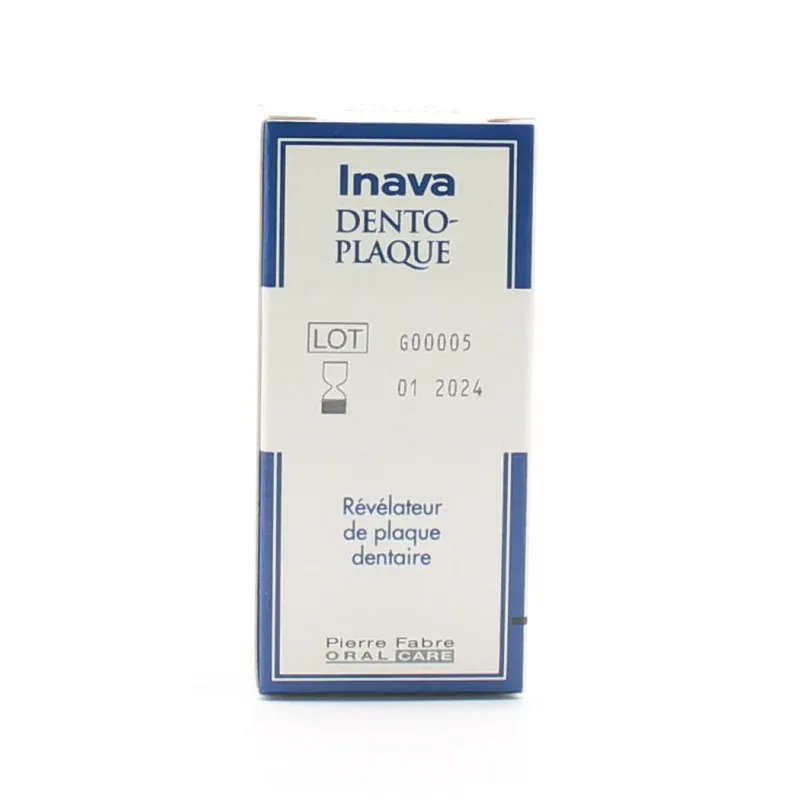 Inava
DENTO-
PLAQUE
LOT G00005
01 2024
Révélateur
de plaque
dentaire
Pierre Fabre
ORAL CARE